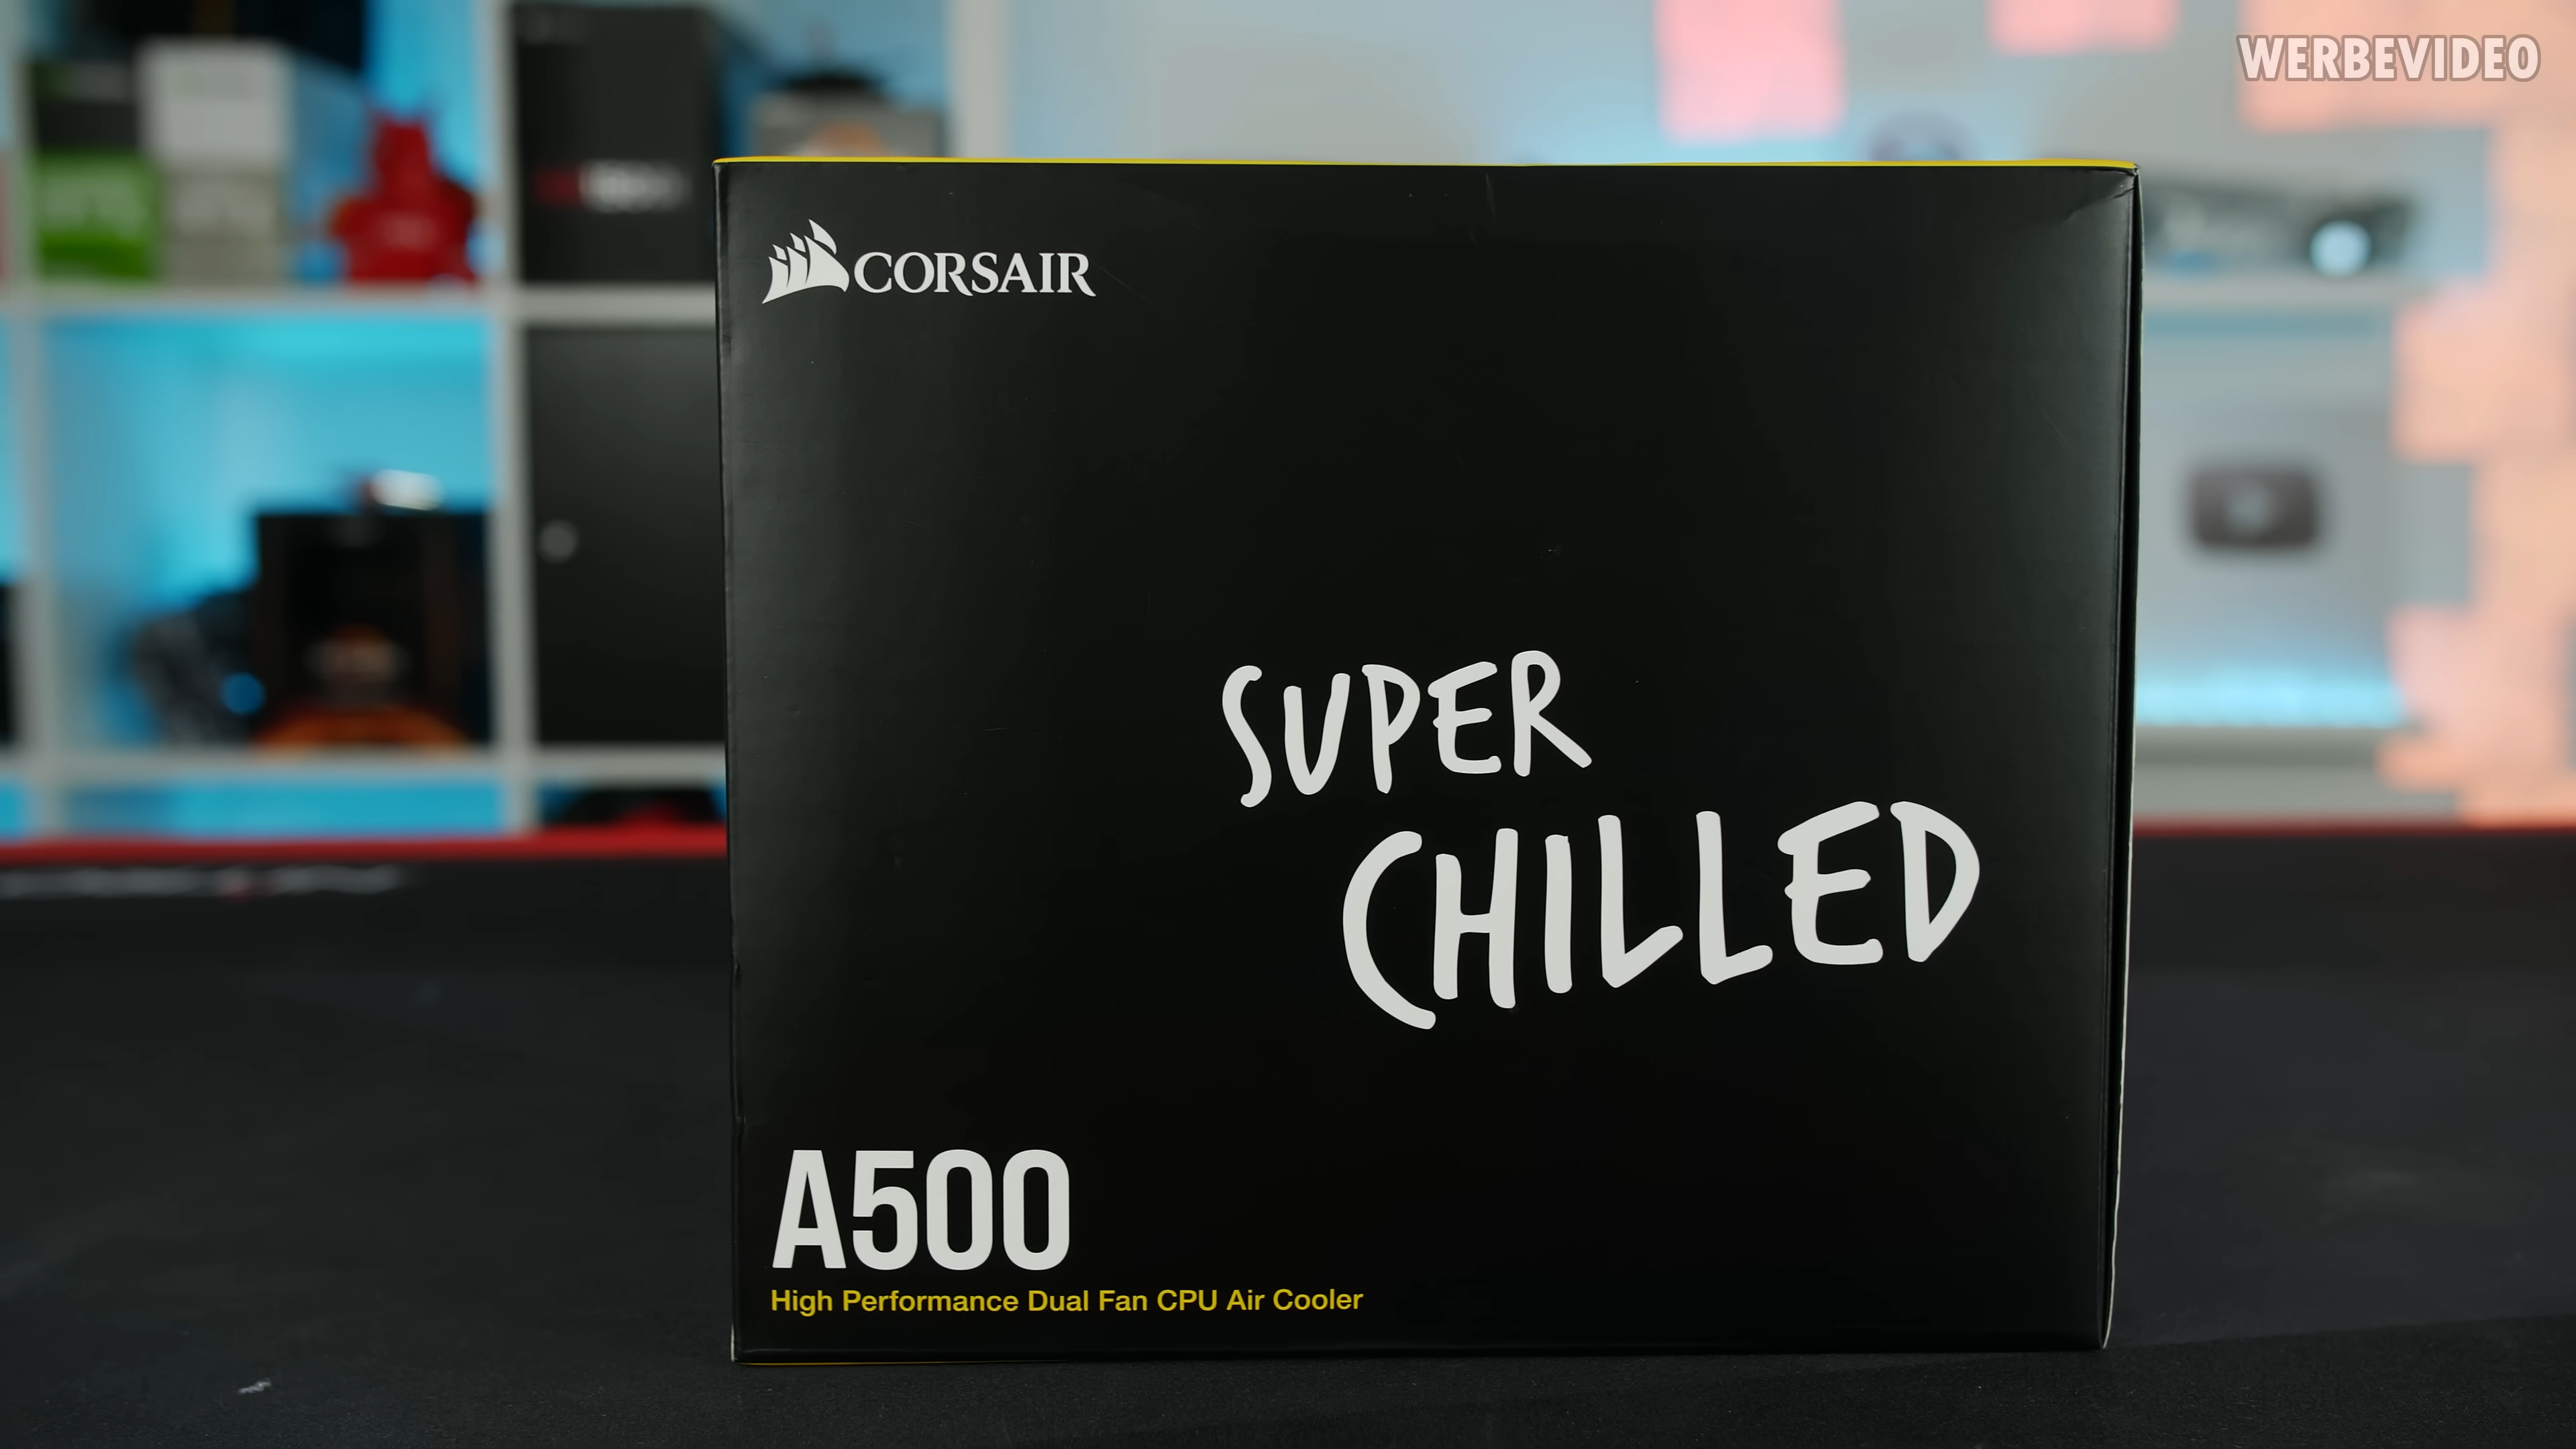 WERBEVIDEO
CORSAIR
SUPER
CHILLED
A500
High Performance Dual Fan CPU Air Cooler